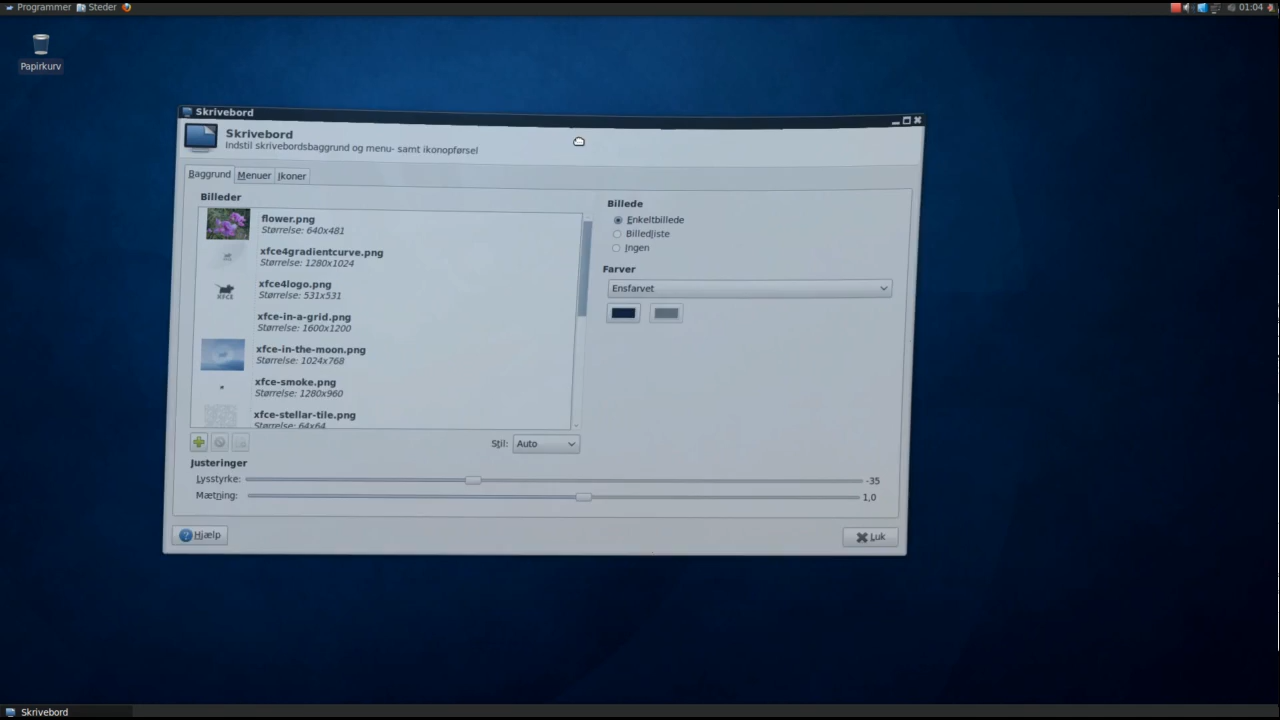 Programmer Steder 01:04
Papirkurv
Skrivebord
Skrivebord
Indstil skrivebordsbaggrund og menu- samt ikonopførsel
Baggrund Menuer Ikoner
Billeder
flower.png
Størrelse: 640x481
xfce4gradientcurve.png
Størrelse: 1280x1024
xfce4logo.png
Størrelse: 531x531
XFCE
xfce-in-a-grid.png
Størrelse: 1600x1200
xfce-in-the-moon.png
Størrelse: 1024x768
xfce-smoke.png
Størrelse: 1280x960
xfce-stellar-tile.png
Størrelse: 64x64
Stil: Auto
Billede
Enkeltbillede
Billedliste
Ingen
Farver
Ensfarvet
Justeringer
Lysstyrke: -35
Mætning: 1,0
Hjælp Luk
Skrivebord